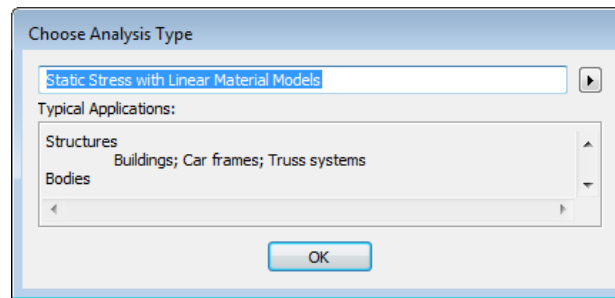 Choose Analysis Type
Static Stress with Linear Material Models
Typical Applications:
Structures
Buildings; Car frames; Truss systems
Bodies
OK